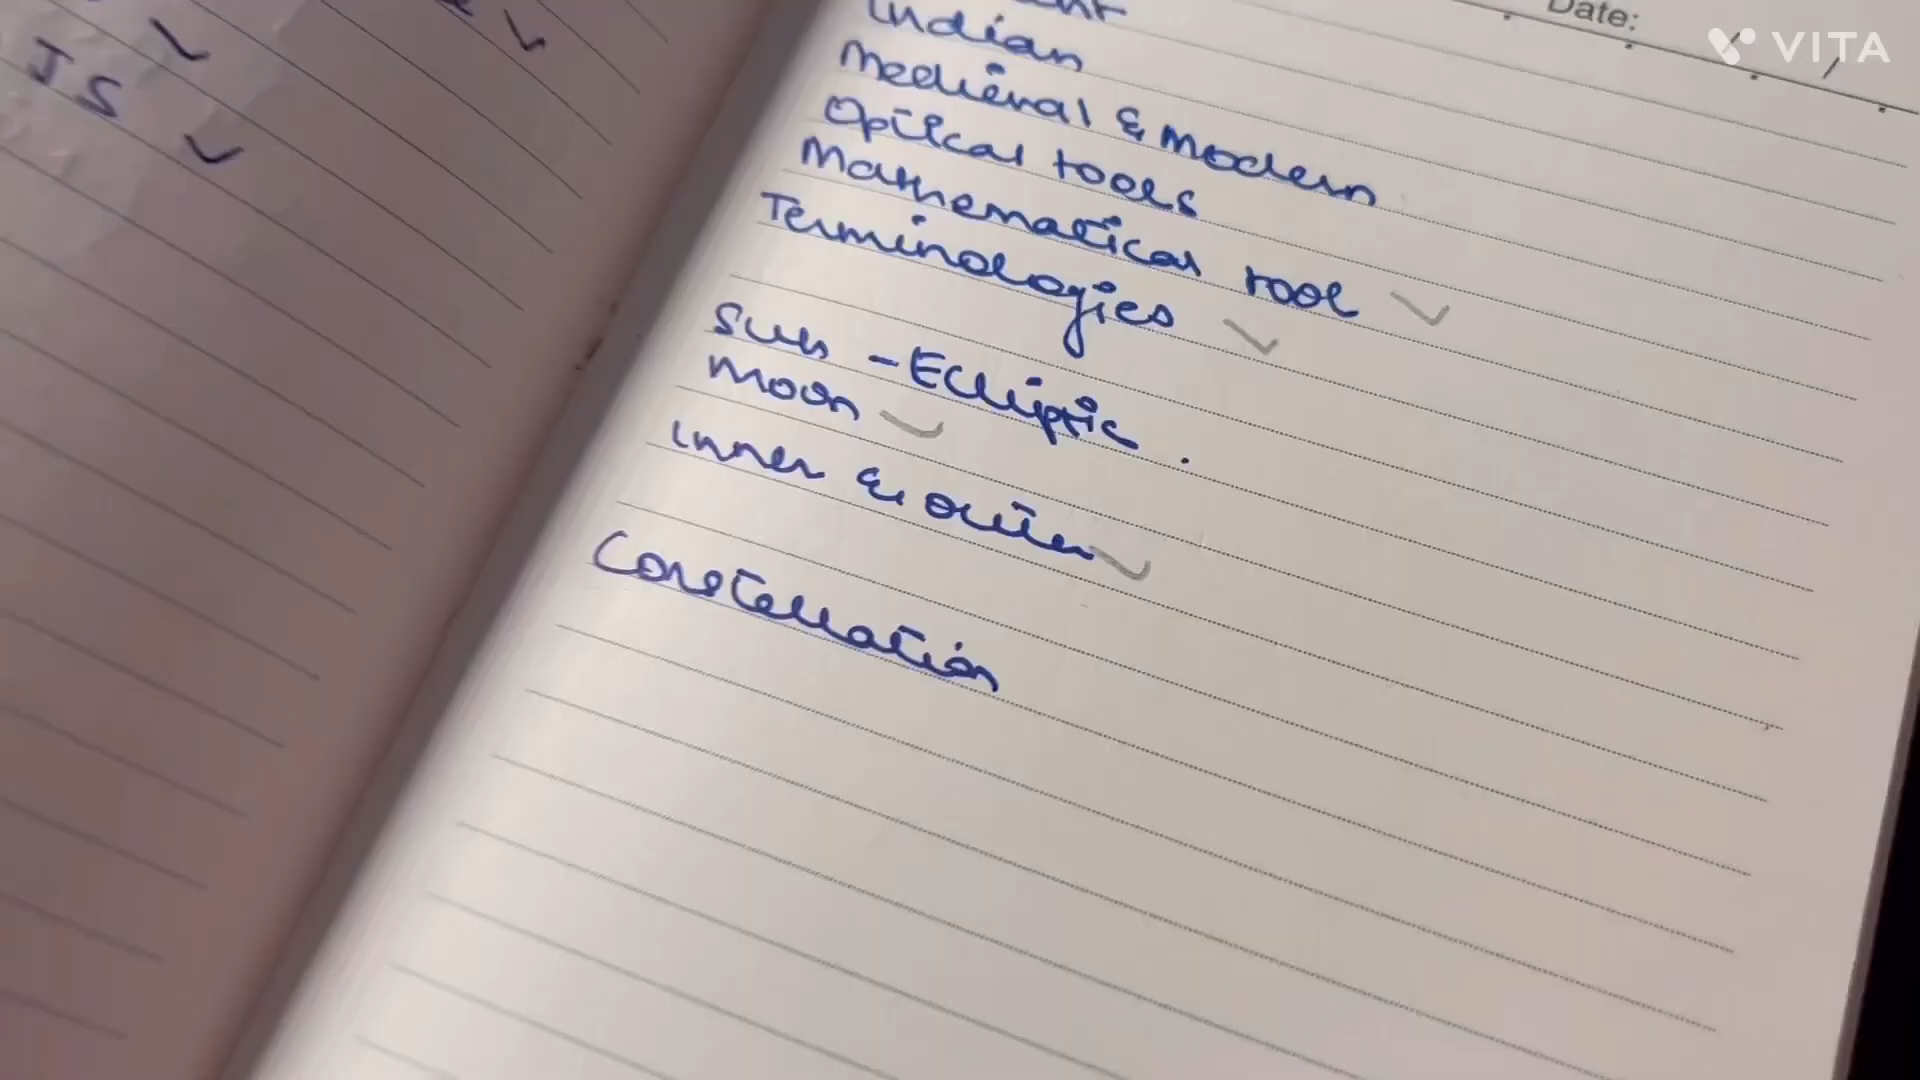 JS
Date: /
VITA
Indian
Medieval & Modern
Optical tools
Mathematical tool
Terminologies
Sun - Ecliptic .
Moon
Inner & outer
Constellation